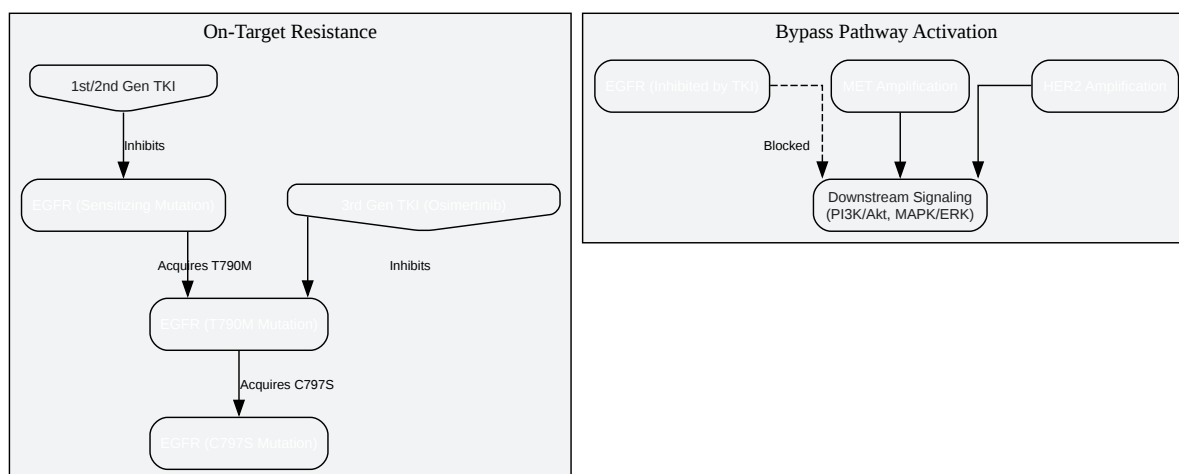 On-Target Resistance
1st/2nd Gen TKI
Inhibits
EGFR (Sensitizing Mutation)
3rd Gen TKI (Osimertinib)
Acquires T790M
Inhibits
EGFR (T790M Mutation)
Acquires C797S
EGFR (C797S Mutation)
Bypass Pathway Activation
EGFR (Inhibited by TKI)
MET Amplification
HER2 Amplification
Blocked
Downstream Signaling
(PI3K/Akt, MAPK/ERK)